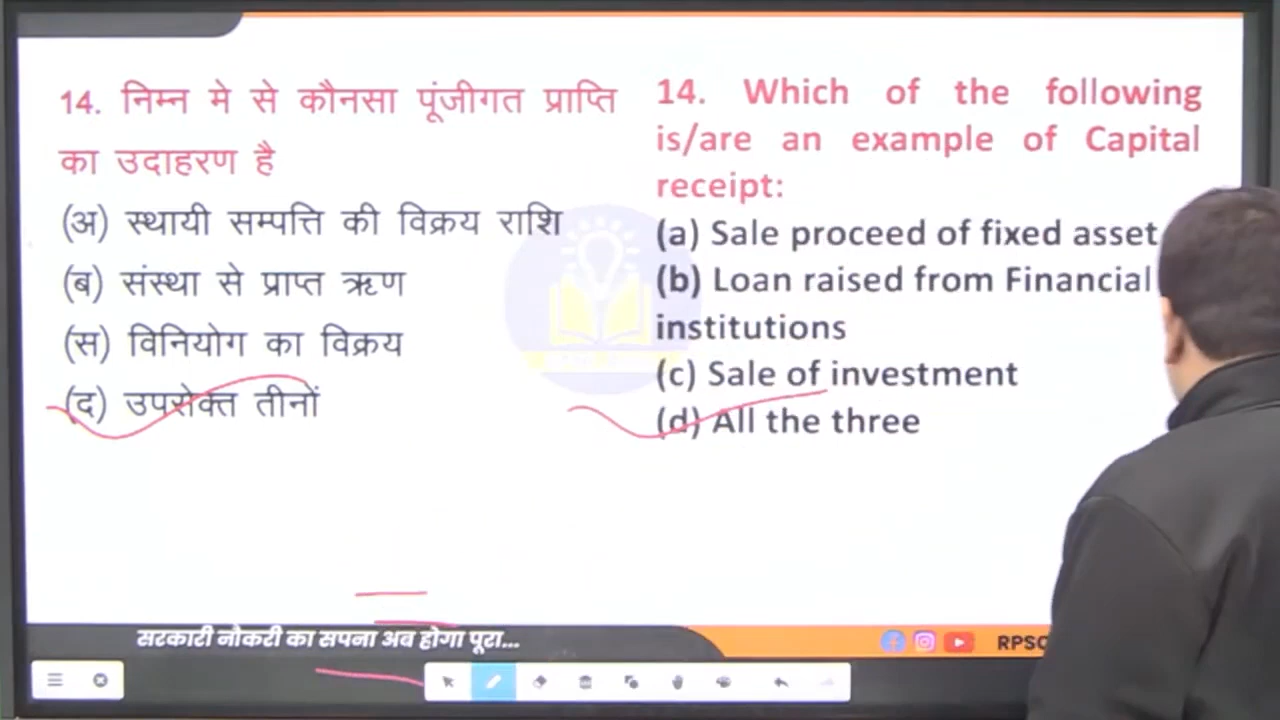 14. निम्न मे से कौनसा पूंजीगत प्राप्ति
का उदाहरण है
(अ) स्थायी सम्पत्ति की विक्रय राशि
(ब) संस्था से प्राप्त ऋण
(स) विनियोग का विक्रय
(द) उपरोक्त तीनों
14. Which of the following
is/are an example of Capital
receipt:
(a) Sale proceed of fixed asset
(b) Loan raised from Financial
institutions
(c) Sale of investment
(d) All the three
सरकारी नोकरी का सपना अब होगा पूरा...
RPSC